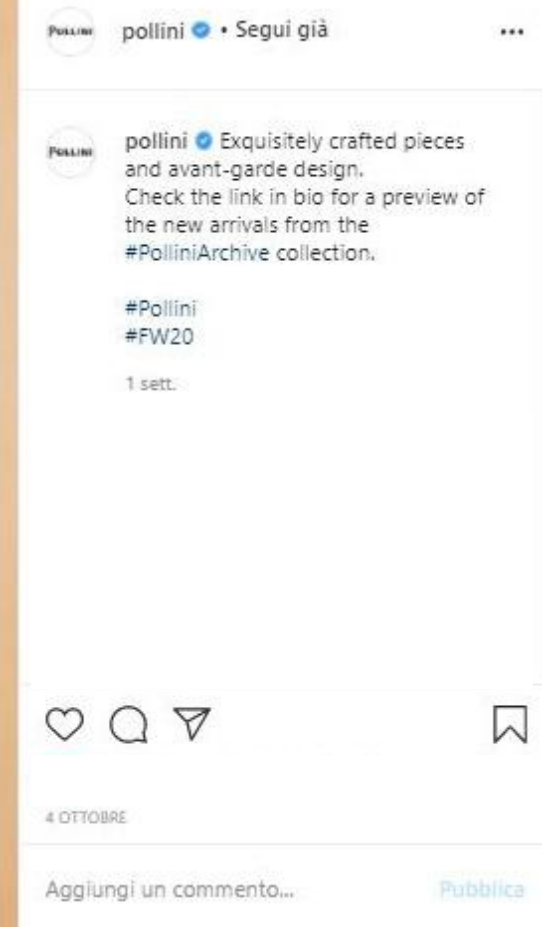 POLLINI pollini • Segui già
POLLINI pollini Exquisitely crafted pieces
and avant-garde design.
Check the link in bio for a preview of
the new arrivals from the
#PolliniArchive collection.
#Pollini
#FW20
1 sett.
4 OTTOBRE
Aggiungi un commento... Pubblica